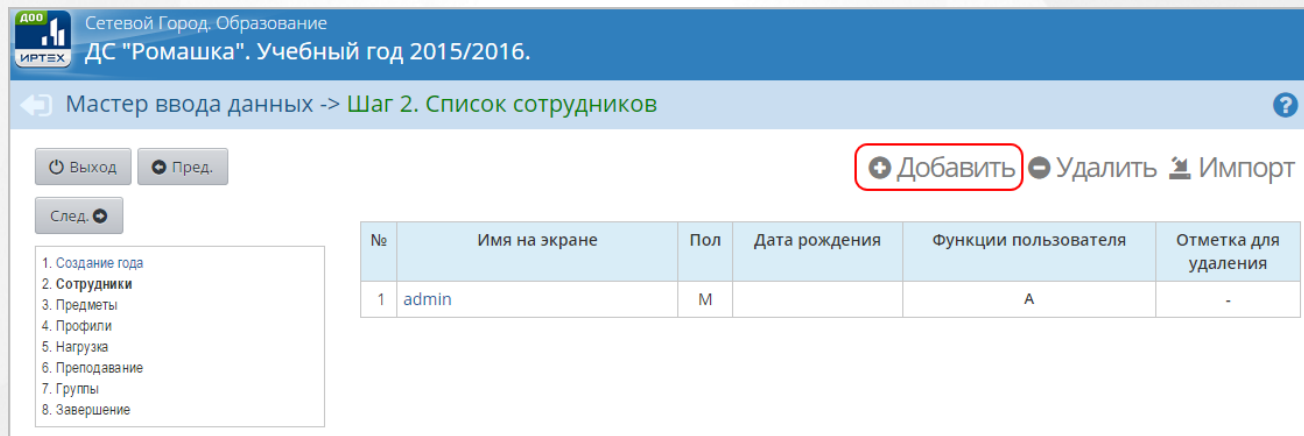 ДОО
ИРТЕХ
Сетевой Город. Образование
ДС "Ромашка". Учебный год 2015/2016.
Мастер ввода данных -> Шаг 2. Список сотрудников
?
Выход Пред.
Добавить Удалить Импорт
След.
1. Создание года
2. Сотрудники
3. Предметы
4. Профили
5. Нагрузка
6. Преподавание
7. Группы
8. Завершение
№ Имя на экране Пол Дата рождения Функции пользователя Отметка для
удаления
1 admin М А -